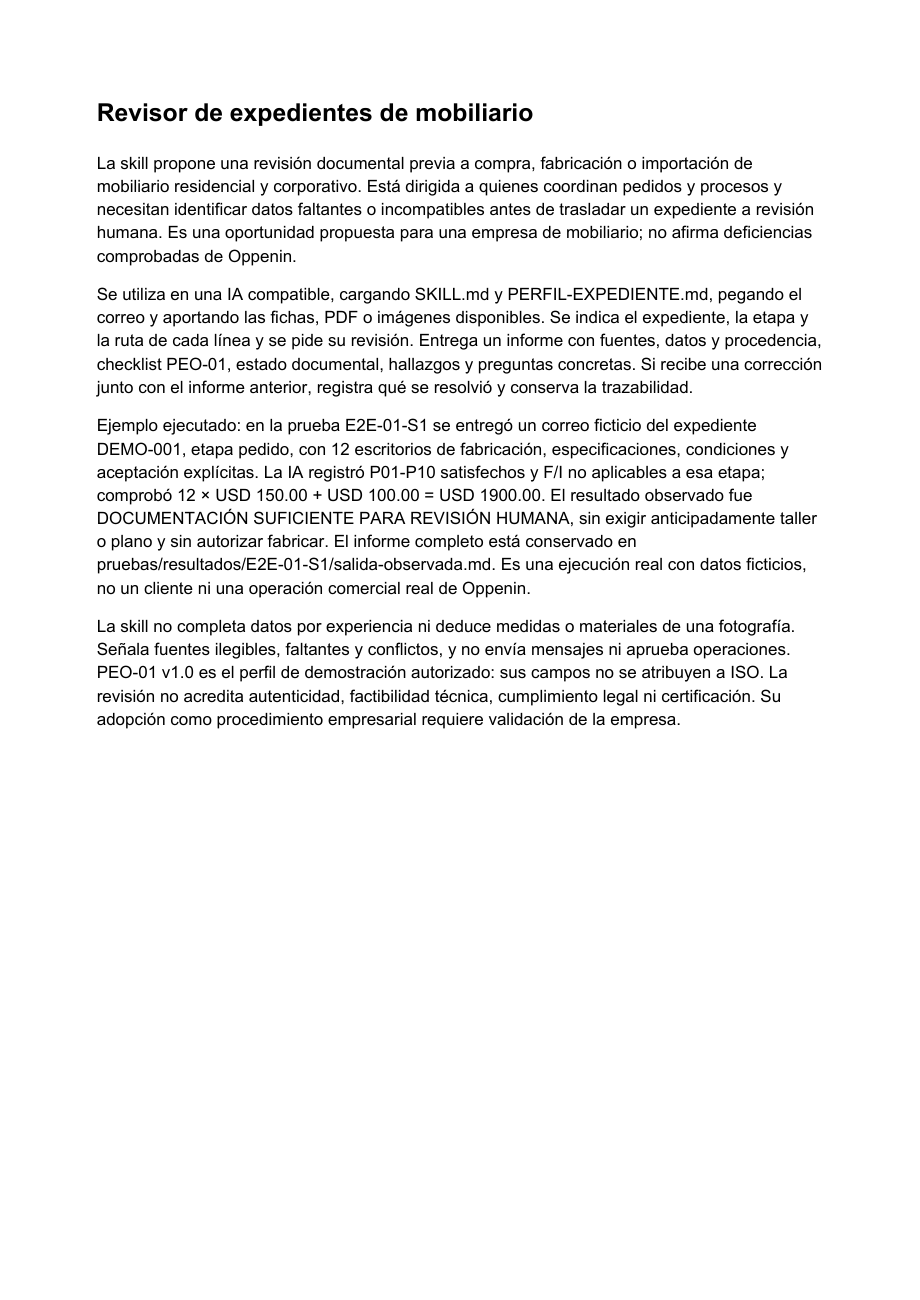 Revisor de expedientes de mobiliario
La skill propone una revisión documental previa a compra, fabricación o importación de
mobiliario residencial y corporativo. Está dirigida a quienes coordinan pedidos y procesos y
necesitan identificar datos faltantes o incompatibles antes de trasladar un expediente a revisión
humana. Es una oportunidad propuesta para una empresa de mobiliario; no afirma deficiencias
comprobadas de Oppenin.
Se utiliza en una IA compatible, cargando SKILL.md y PERFIL-EXPEDIENTE.md, pegando el
correo y aportando las fichas, PDF o imágenes disponibles. Se indica el expediente, la etapa y
la ruta de cada línea y se pide su revisión. Entrega un informe con fuentes, datos y procedencia,
checklist PEO-01, estado documental, hallazgos y preguntas concretas. Si recibe una corrección
junto con el informe anterior, registra qué se resolvió y conserva la trazabilidad.
Ejemplo ejecutado: en la prueba E2E-01-S1 se entregó un correo ficticio del expediente
DEMO-001, etapa pedido, con 12 escritorios de fabricación, especificaciones, condiciones y
aceptación explícitas. La IA registró P01-P10 satisfechos y F/I no aplicables a esa etapa;
comprobó 12 × USD 150.00 + USD 100.00 = USD 1900.00. El resultado observado fue
DOCUMENTACIÓN SUFICIENTE PARA REVISIÓN HUMANA, sin exigir anticipadamente taller
o plano y sin autorizar fabricar. El informe completo está conservado en
pruebas/resultados/E2E-01-S1/salida-observada.md. Es una ejecución real con datos ficticios,
no un cliente ni una operación comercial real de Oppenin.
La skill no completa datos por experiencia ni deduce medidas o materiales de una fotografía.
Señala fuentes ilegibles, faltantes y conflictos, y no envía mensajes ni aprueba operaciones.
PEO-01 v1.0 es el perfil de demostración autorizado: sus campos no se atribuyen a ISO. La
revisión no acredita autenticidad, factibilidad técnica, cumplimiento legal ni certificación. Su
adopción como procedimiento empresarial requiere validación de la empresa.